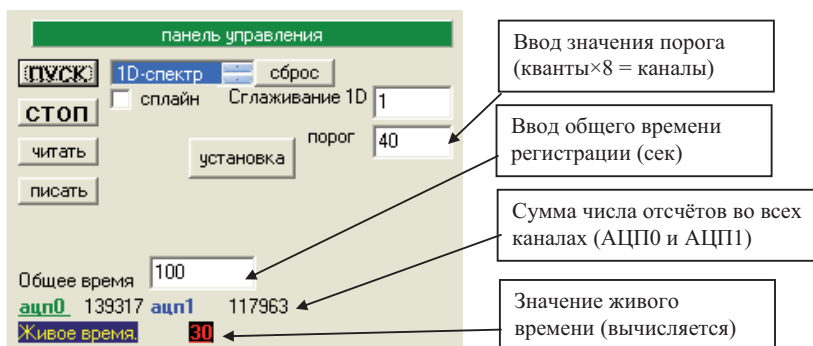 панель управления
ПУСК
1D-спектр
сброс
СТОП
сплайн
Сглаживание 1D
1
читать
установка
порог
40
писать
Общее время
100
ацп0 139317 ацп1 117963
Живое время.
30
Ввод значения порога
(кванты×8 = каналы)
Ввод общего времени
регистрации (сек)
Сумма числа отсчётов во всех
каналах (АЦП0 и АЦП1)
Значение живого
времени (вычисляется)